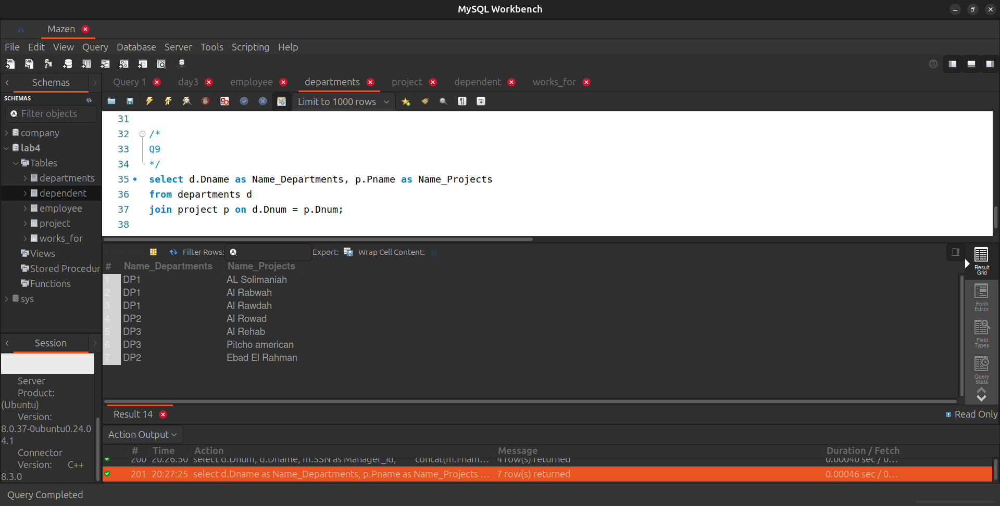 MySQL Workbench
Mazen
File Edit View Query Database Server Tools Scripting Help
Schemas
Query 1 day3 employee departments project dependent works_for
SCHEMAS
Limit to 1000 rows
Filter objects
company
lab4
Tables
departments
dependent
employee
project
works_for
Views
Stored Procedur
Functions
sys
31
32 /*
33 Q9
34 */
35 select d.Dname as Name_Departments, p.Pname as Name_Projects
36 from departments d
37 join project p on d.Dnum = p.Dnum;
38
Result Grid Filter Rows: Export: Wrap Cell Content:
# Name_Departments Name_Projects
1 DP1 AL Solimaniah
2 DP1 Al Rabwah
3 DP1 Al Rawdah
4 DP2 Al Rowad
5 DP3 Al Rehab
6 DP3 Pitcho american
7 DP2 Ebad El Rahman
Result
Grid
Form
Editor
Field
Types
Query
Stats
Session
Server
Product:
(Ubuntu)
Version:
8.0.37-0ubuntu0.24.0
4.1
Connector
Version: C++
8.3.0
Result 14
Read Only
Action Output
# Time Action Message Duration / Fetch
200 20:26:50 select d.Dnum, d.Dname, m.SSN as Manager_id, concat(m.Fnam... 4 row(s) returned 0.00040 sec / 0...
201 20:27:25 select d.Dname as Name_Departments, p.Pname as Name_Projects ... 7 row(s) returned 0.00046 sec / 0...
Query Completed